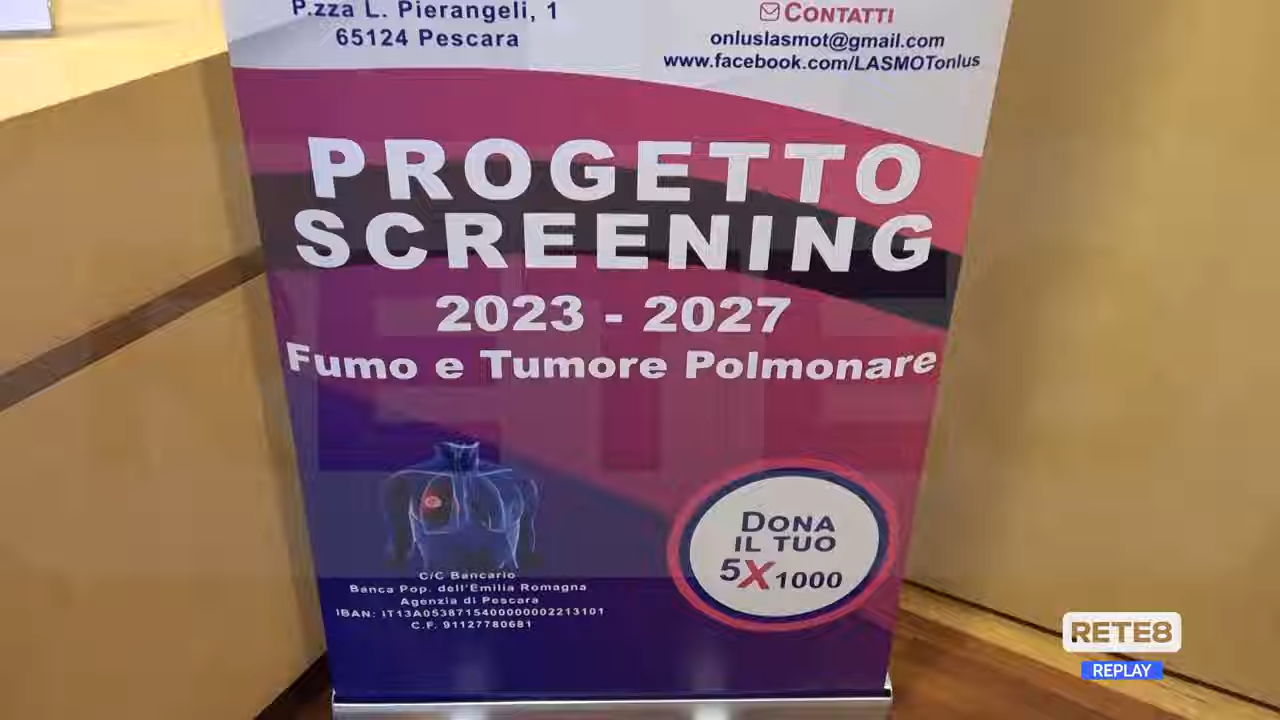 P.zza L. Pierangeli, 1
65124 Pescara
CONTATTI
onluslasmot@gmail.com
www.facebook.com/LASMOTonlus
PROGETTO
SCREENING
2023 - 2027
Fumo e Tumore Polmonare
DONA
IL TUO
5X1000
C/C Bancario
Banca Pop. dell'Emilia Romagna
Agenzia di Pescara
IBAN: IT13A0538715400000002213101
C.F. 91127780681
RETE8
REPLAY